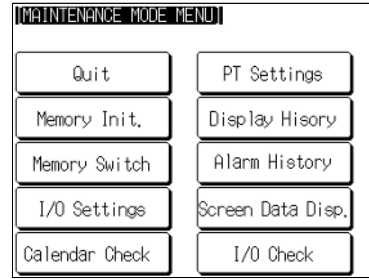 [MAINTENANCE MODE MENU]
Quit
PT Settings
Memory Init.
Display Hisory
Memory Switch
Alarm History
I/O Settings
Screen Data Disp.
Calendar Check
I/O Check